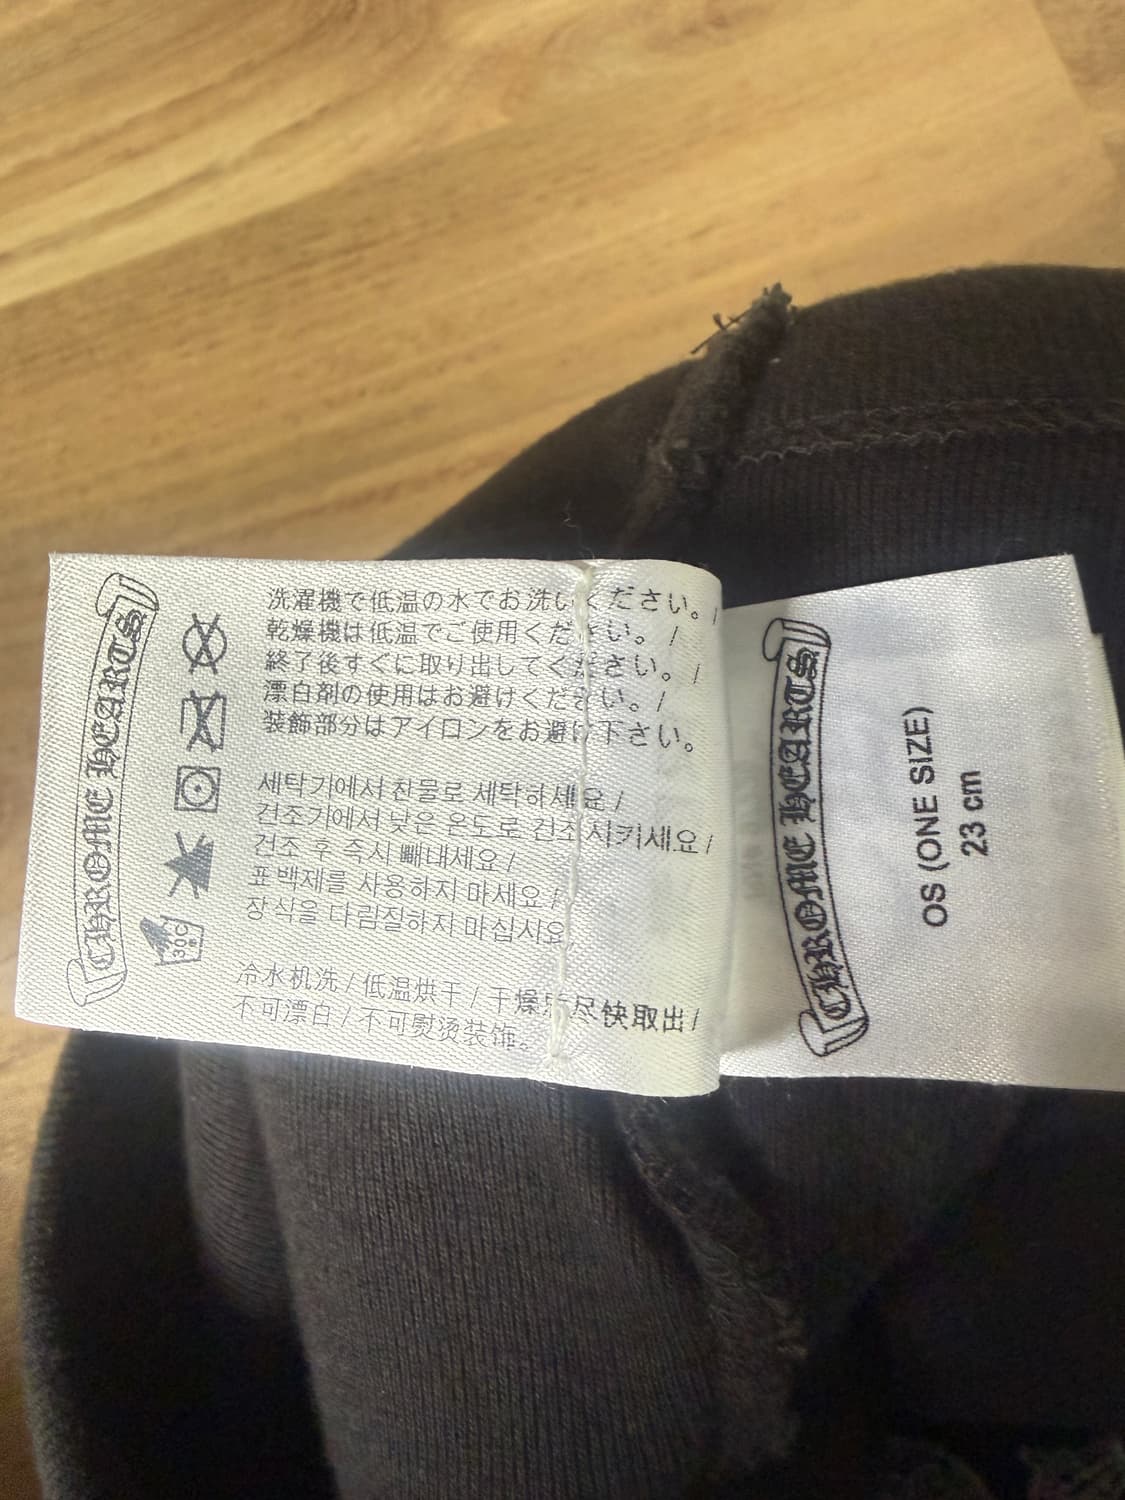 CHROME HEARTS
洗濯機で低温の水でお洗いください。/
乾燥機は低温でご使用ください。 /
終了後すぐに取り出してください。/
漂白剤の使用はお避けください。/
装飾部分はアイロンをお避け下さい。
세탁기에서 찬물로 세탁하세요 /
건조기에서 낮은 온도로 건조시키세요 /
건조 후 즉시 빼내세요 /
표백제를 사용하지 마세요 /
장식을 다림질하지 마십시오
冷水机洗 / 低温烘干 / 干燥后尽快取出 /
不可漂白 / 不可熨烫装饰。
30C
CHROME HEARTS
OS (ONE SIZE)
23 cm